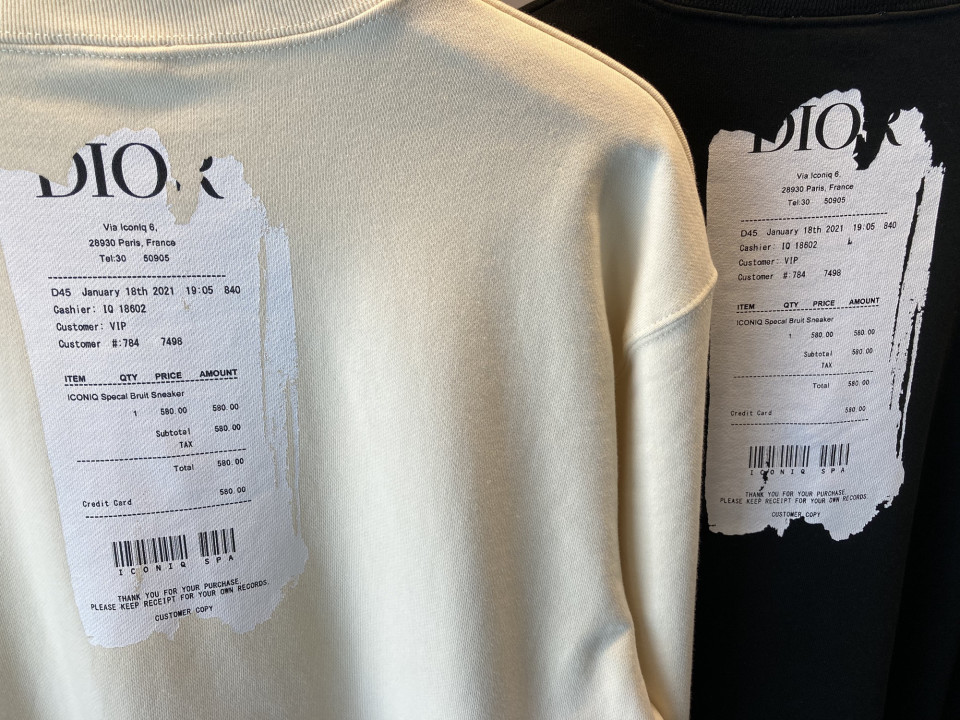 DIOR
Via Iconiq 6,
28930 Paris, France
Tel:30 50905
D45 January 18th 2021 19:05 840
Cashier: IQ 18602
Customer: VIP
Customer #:784 7498
ITEM QTY PRICE AMOUNT
ICONIQ Specal Bruit Sneaker
1 580.00 580.00
Subtotal 580.00
TAX
Total 580.00
Credit Card 580.00
ICONIQ SPA
THANK YOU FOR YOUR PURCHASE
PLEASE KEEP RECEIPT FOR YOUR OWN RECORDS.
CUSTOMER COPY
DIOR
Via Iconiq 6,
28930 Paris, France
Tel:30 50905
D45 January 18th 2021 19:05 840
Cashier: IQ 18602
Customer: VIP
Customer #:784 7498
ITEM QTY PRICE AMOUNT
ICONIQ Specal Bruit Sneaker
1 580.00 580.00
Subtotal 580.00
TAX
Total 580.00
Credit Card 580.00
ICONIQ SPA
THANK YOU FOR YOUR PURCHASE
PLEASE KEEP RECEIPT FOR YOUR OWN RECORDS.
CUSTOMER COPY